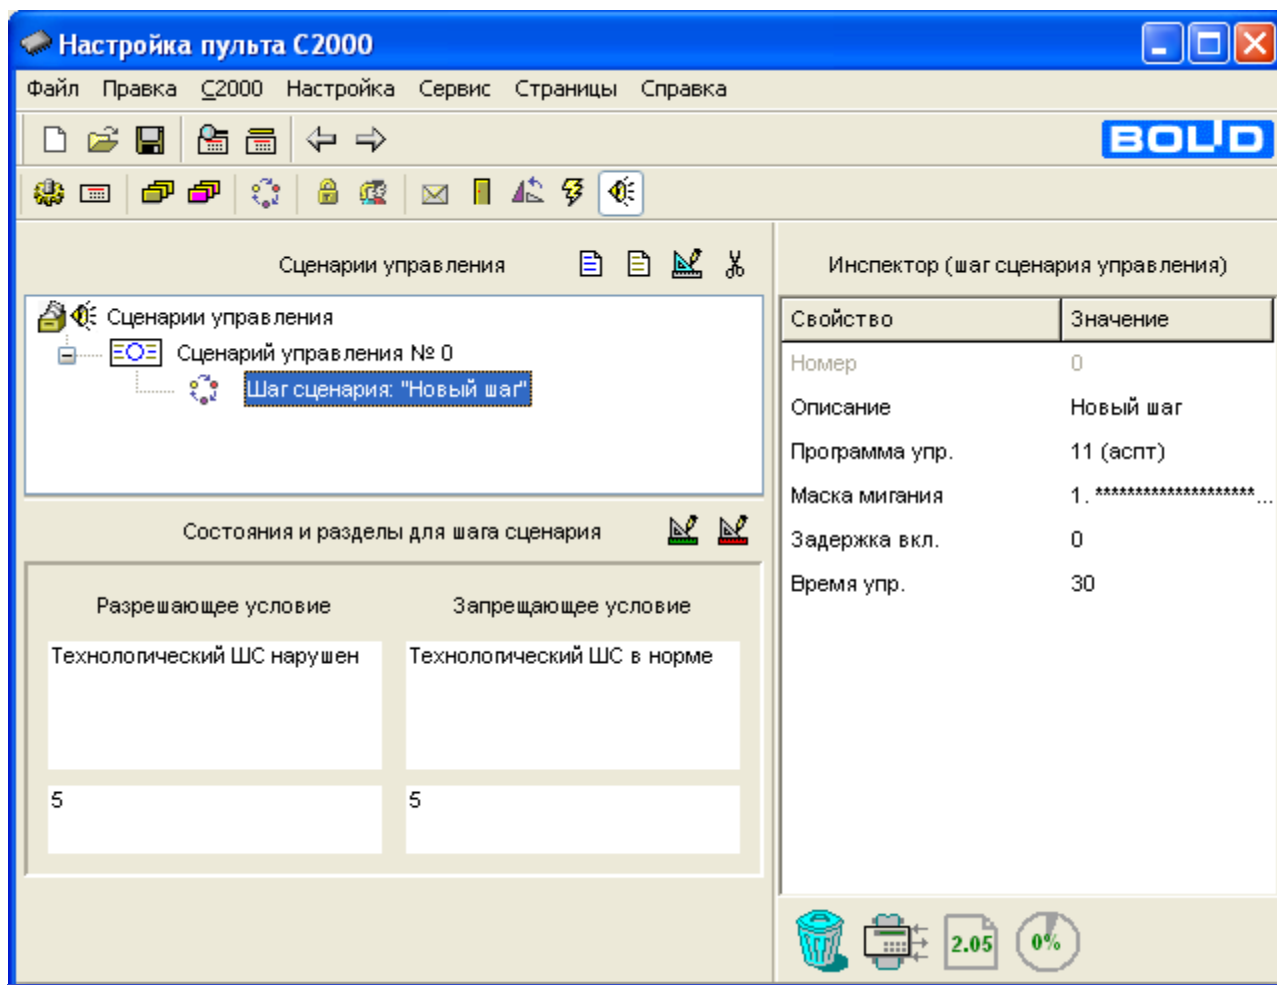 Настройка пульта С2000
Файл Правка С2000 Настройка Сервис Страницы Справка
BOLID
Сценарии управления
Инспектор (шаг сценария управления)
Сценарии управления
Сценарий управления № 0
Шаг сценария: "Новый шаг"
Свойство Значение
Номер 0
Описание Новый шаг
Программа упр. 11 (аспт)
Маска мигания 1. ********************...
Задержка вкл. 0
Время упр. 30
Состояния и разделы для шага сценария
Разрешающее условие Запрещающее условие
Технологический ШС нарушен Технологический ШС в норме
5 5
2.05 0%